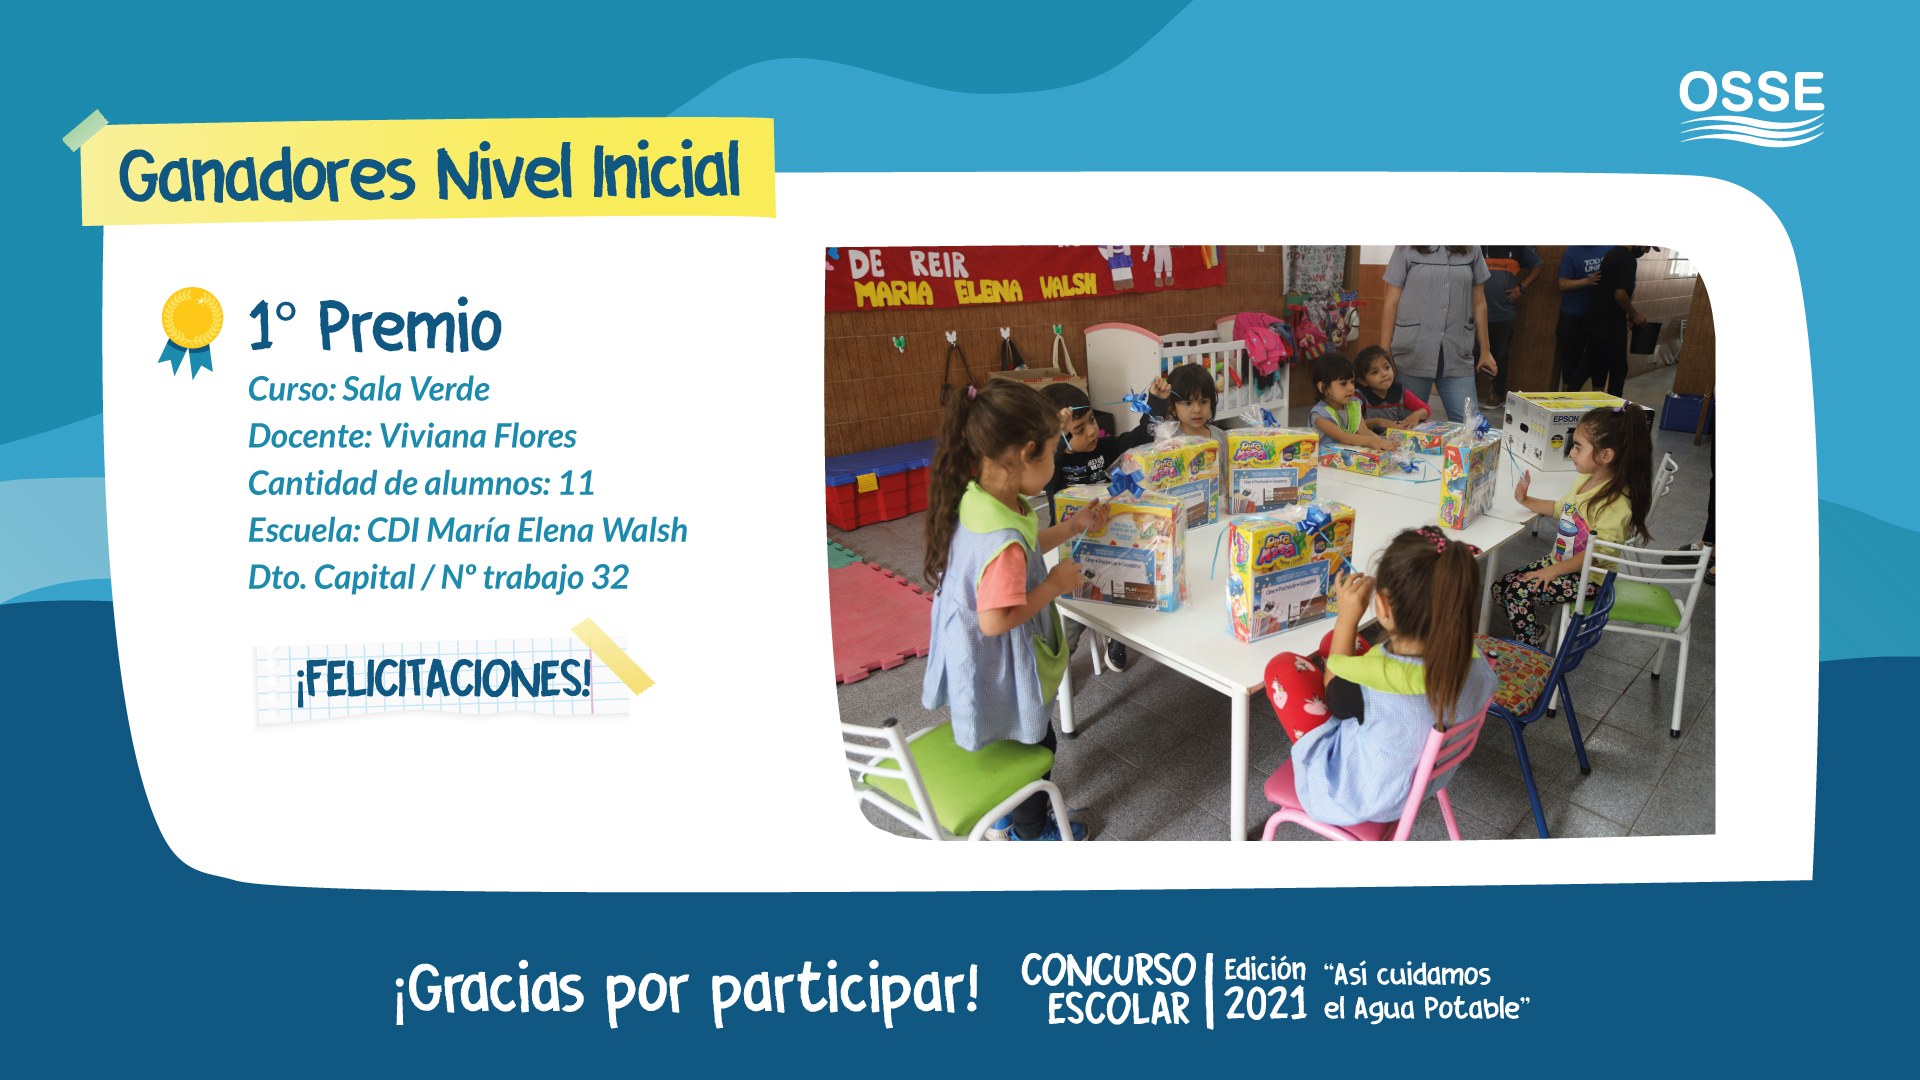 OSSE
Ganadores Nivel Inicial
1° Premio
Curso: Sala Verde
Docente: Viviana Flores
Cantidad de alumnos: 11
Escuela: CDI María Elena Walsh
Dto. Capital / Nº trabajo 32
¡FELICITACIONES!
DE REIR
MARIA ELENA WALSH
EPSON
¡Gracias por participar!
CONCURSO
ESCOLAR
Edición
2021
“Así cuidamos
el Agua Potable”